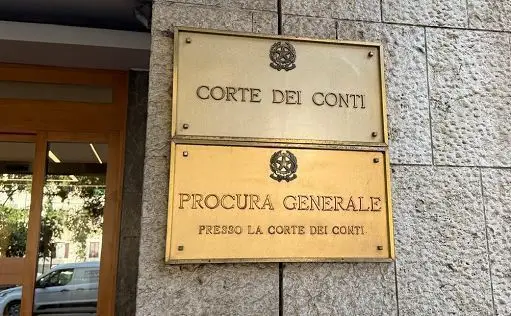 CORTE DEI CONTI
PROCURA GENERALE
PRESSO LA CORTE DEI CONTI